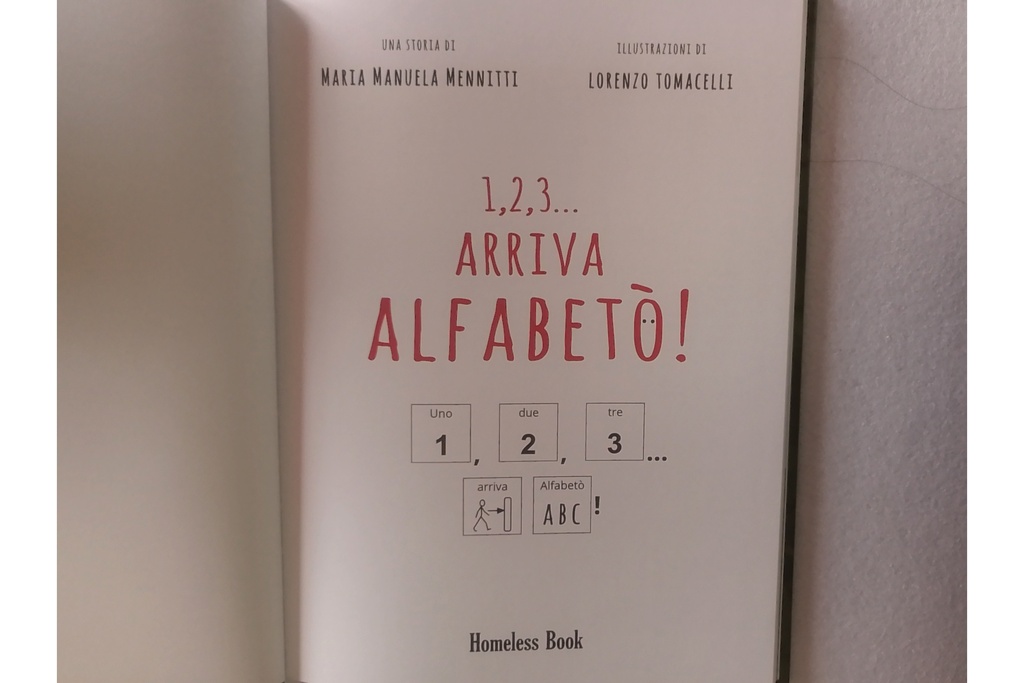 UNA STORIA DI
MARIA MANUELA MENNITTI
ILLUSTRAZIONI DI
LORENZO TOMACELLI
1,2,3...
ARRIVA
ALFABETÒ!
Uno due tre
1, 2, 3...
arriva Alfabetò
ABC!
Homeless Book